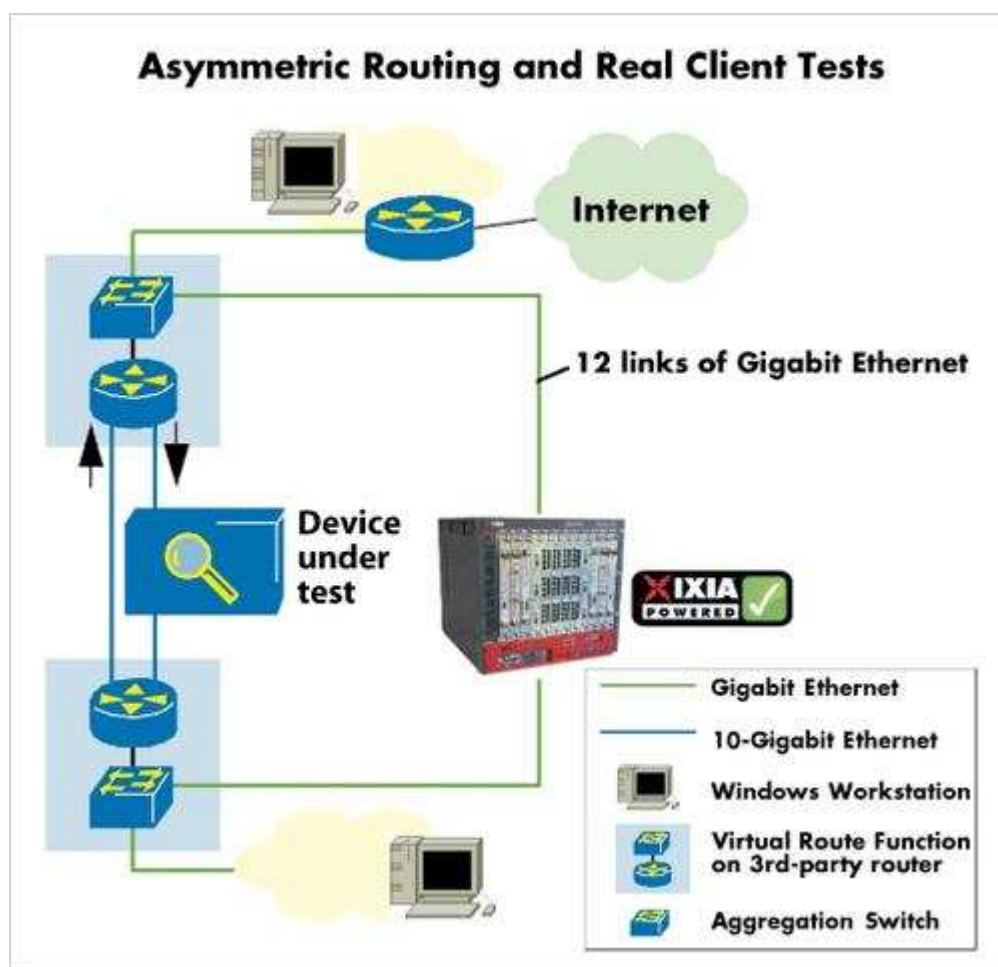 Asymmetric Routing and Real Client Tests
Internet
12 links of Gigabit Ethernet
Device
under
test
IXIA
POWERED
Gigabit Ethernet
10-Gigabit Ethernet
Windows Workstation
Virtual Route Function
on 3rd-party router
Aggregation Switch